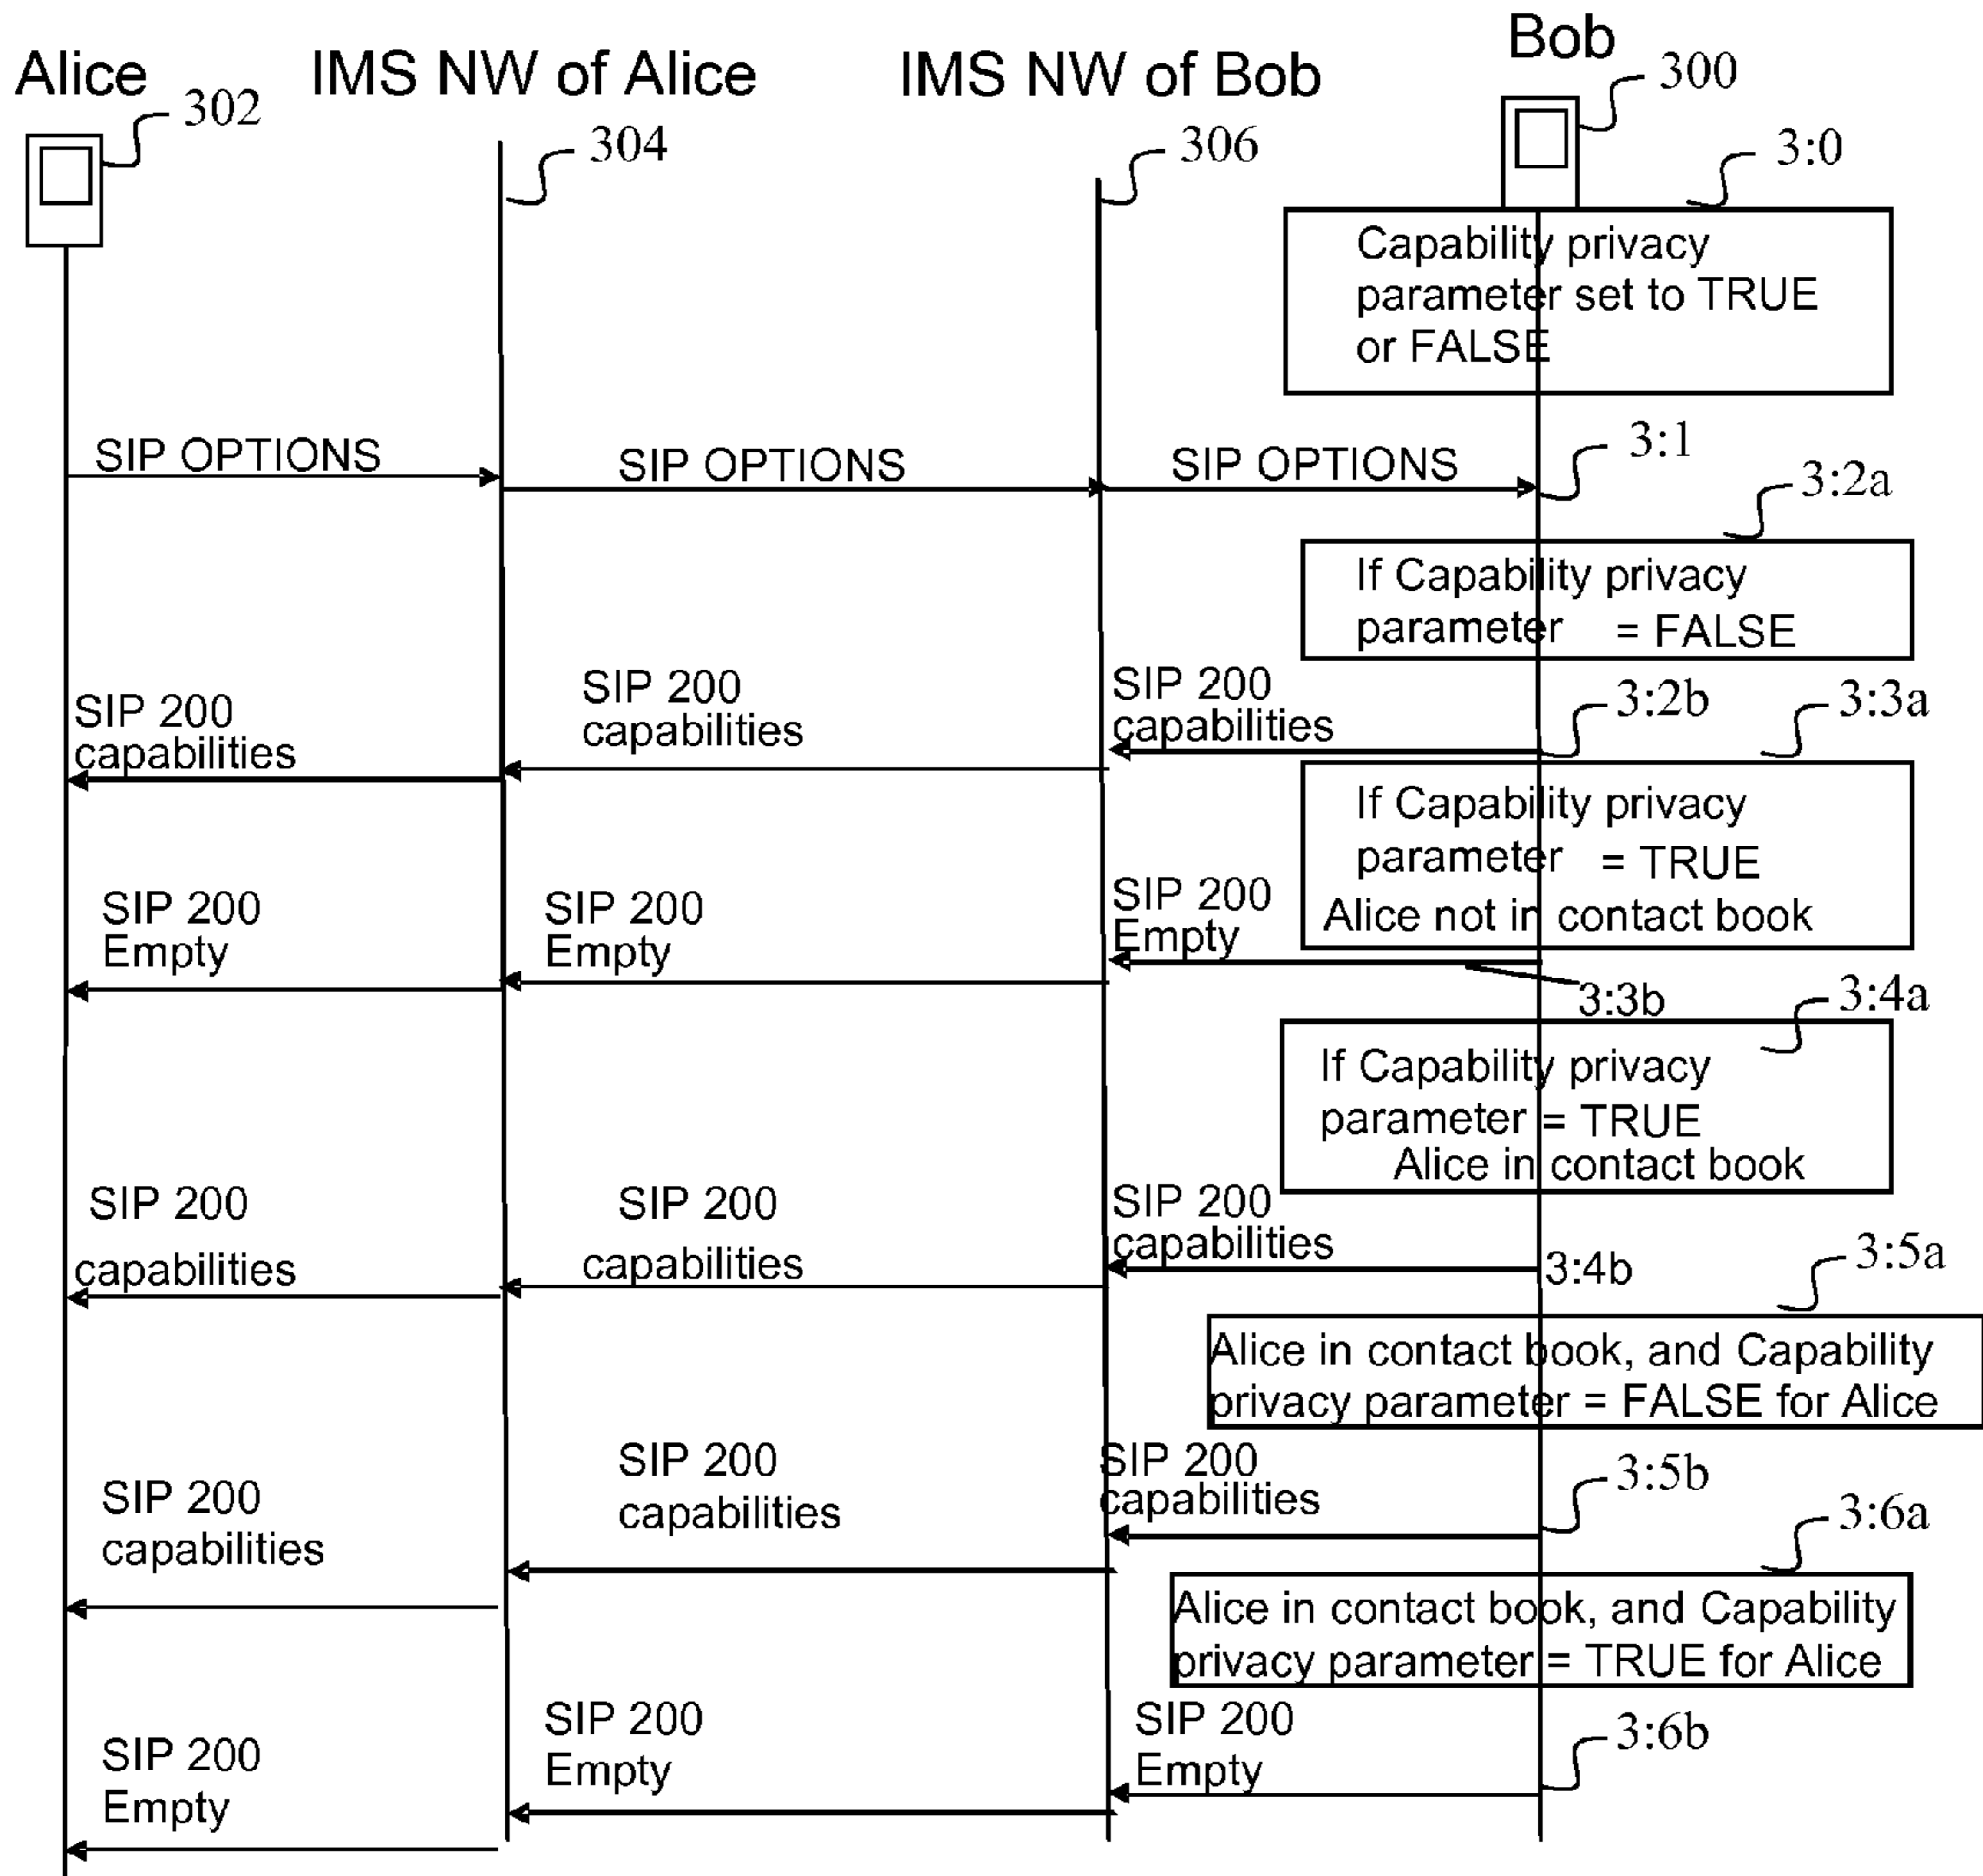 Alice
IMS NW of Alice
IMS NW of Bob
Bob
302
304
306
300
3:0
Capability privacy
parameter set to TRUE
or FALSE
SIP OPTIONS
SIP OPTIONS
SIP OPTIONS
3:1
3:2a
If Capability privacy
parameter = FALSE
SIP 200
capabilities
SIP 200
capabilities
SIP 200
capabilities
3:2b
3:3a
If Capability privacy
parameter = TRUE
Alice not in contact book
SIP 200
Empty
SIP 200
Empty
SIP 200
Empty
3:3b
3:4a
If Capability privacy
parameter = TRUE
Alice in contact book
SIP 200
capabilities
SIP 200
capabilities
SIP 200
capabilities
3:4b
3:5a
Alice in contact book, and Capability
privacy parameter = FALSE for Alice
SIP 200
capabilities
SIP 200
capabilities
SIP 200
capabilities
3:5b
3:6a
Alice in contact book, and Capability
privacy parameter = TRUE for Alice
SIP 200
Empty
SIP 200
Empty
SIP 200
Empty
3:6b